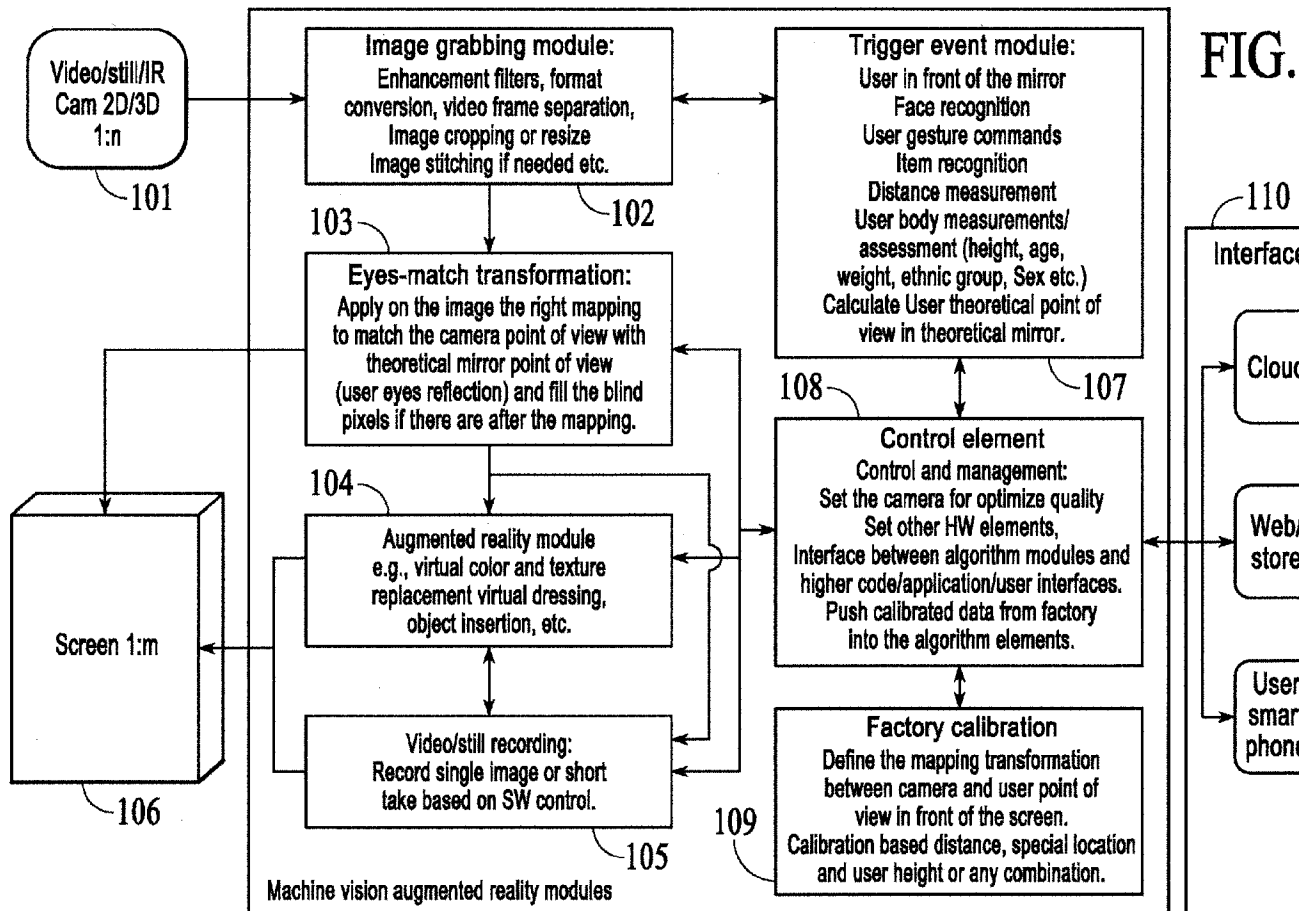 FIG.
Video/still/IR
Cam 2D/3D
1:n
101
Image grabbing module:
Enhancement filters, format
conversion, video frame separation,
Image cropping or resize
Image stitching if needed etc.
102
103
Eyes-match transformation:
Apply on the image the right mapping
to match the camera point of view with
theoretical mirror point of view
(user eyes reflection) and fill the blind
pixels if there are after the mapping.
104
Augmented reality module
e.g., virtual color and texture
replacement virtual dressing,
object insertion, etc.
Video/still recording:
Record single image or short
take based on SW control.
105
Screen 1:m
106
Machine vision augmented reality modules
Trigger event module:
User in front of the mirror
Face recognition
User gesture commands
Item recognition
Distance measurement
User body measurements/
assessment (height, age,
weight, ethnic group, Sex etc.)
Calculate User theoretical point of
view in theoretical mirror.
107
108
Control element
Control and management:
Set the camera for optimize quality
Set other HW elements,
Interface between algorithm modules and
higher code/application/user interfaces.
Push calibrated data from factory
into the algorithm elements.
Factory calibration
Define the mapping transformation
between camera and user point of
view in front of the screen.
Calibration based distance, special location
and user height or any combination.
109
110
Interface
Cloud
Web/
store
User
smar
phone